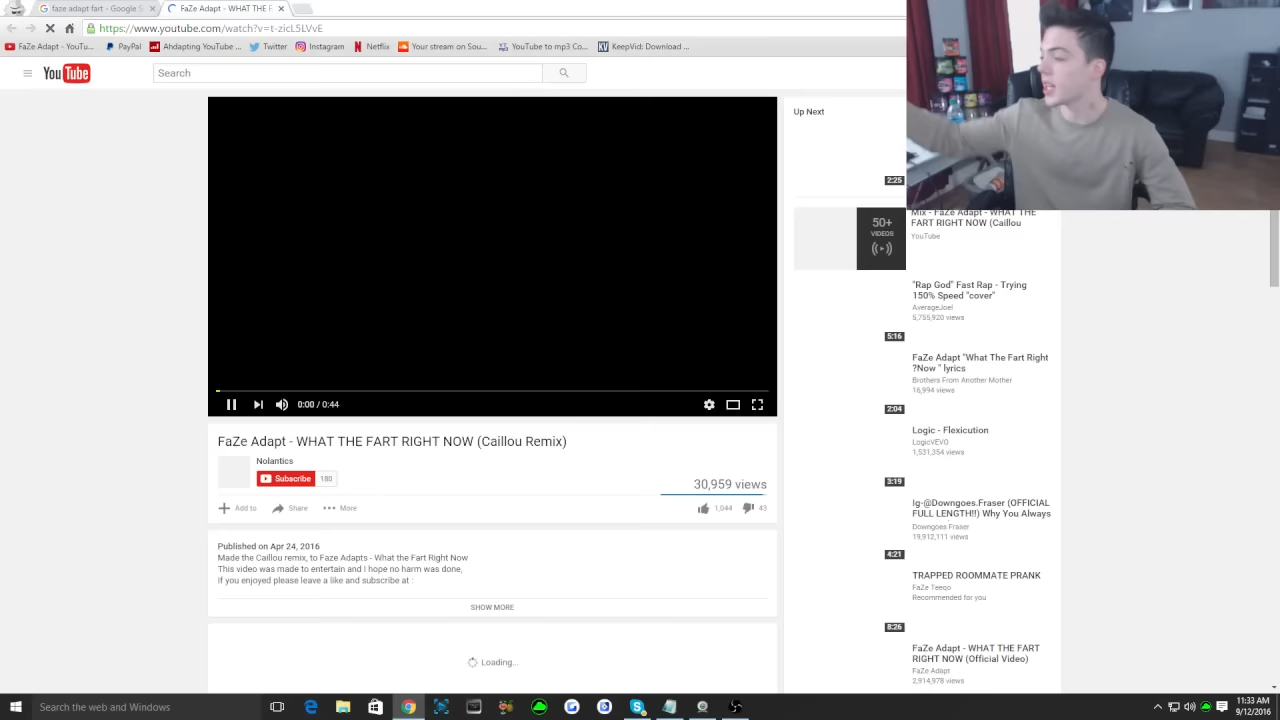 faze adapt fart - Google S
FaZe Adapt - WHAT THE F
https://www.youtube.com/watch?v=t-zicL5LVvE
FaZe Adapt - YouTu
PayPal
Adapting
YouTube
Twitter
Instagram
Netflix
Your stream on Sou...
YouTube to mp3 Co...
KeepVid: Download ...
YouTube
Search
Up Next
2:25
50+
VIDEOS
Mix - FaZe Adapt - WHAT THE
FART RIGHT NOW (Caillou
YouTube
"Rap God" Fast Rap - Trying
150% Speed "cover"
AverageJoel
5,755,920 views
5:16
FaZe Adapt "What The Fart Right
?Now " lyrics
Brothers From Another Mother
16,994 views
2:04
Logic - Flexicution
LogicVEVO
1,531,354 views
3:19
Ig-@Downgoes.Fraser (OFFICIAL
FULL LENGTH!!) Why You Always
Downgoes Fraser
19,912,111 views
4:21
TRAPPED ROOMMATE PRANK
FaZe Teeqo
Recommended for you
8:26
FaZe Adapt - WHAT THE FART
RIGHT NOW (Official Video)
FaZe Adapt
2,914,978 views
0:00 / 0:44
FaZe Adapt - WHAT THE FART RIGHT NOW (Caillou Remix)
Nolantics
Subscribe 180
30,959 views
Add to Share More
1,044 43
Published on Apr 24, 2016
Made the Caillou remix, to Faze Adapts - What the Fart Right Now
This video was made to entertain and I hope no harm was done,
If you enjoyed please leave a like and subscribe at :
SHOW MORE
Loading...
Search the web and Windows
11:33 AM
9/12/2016